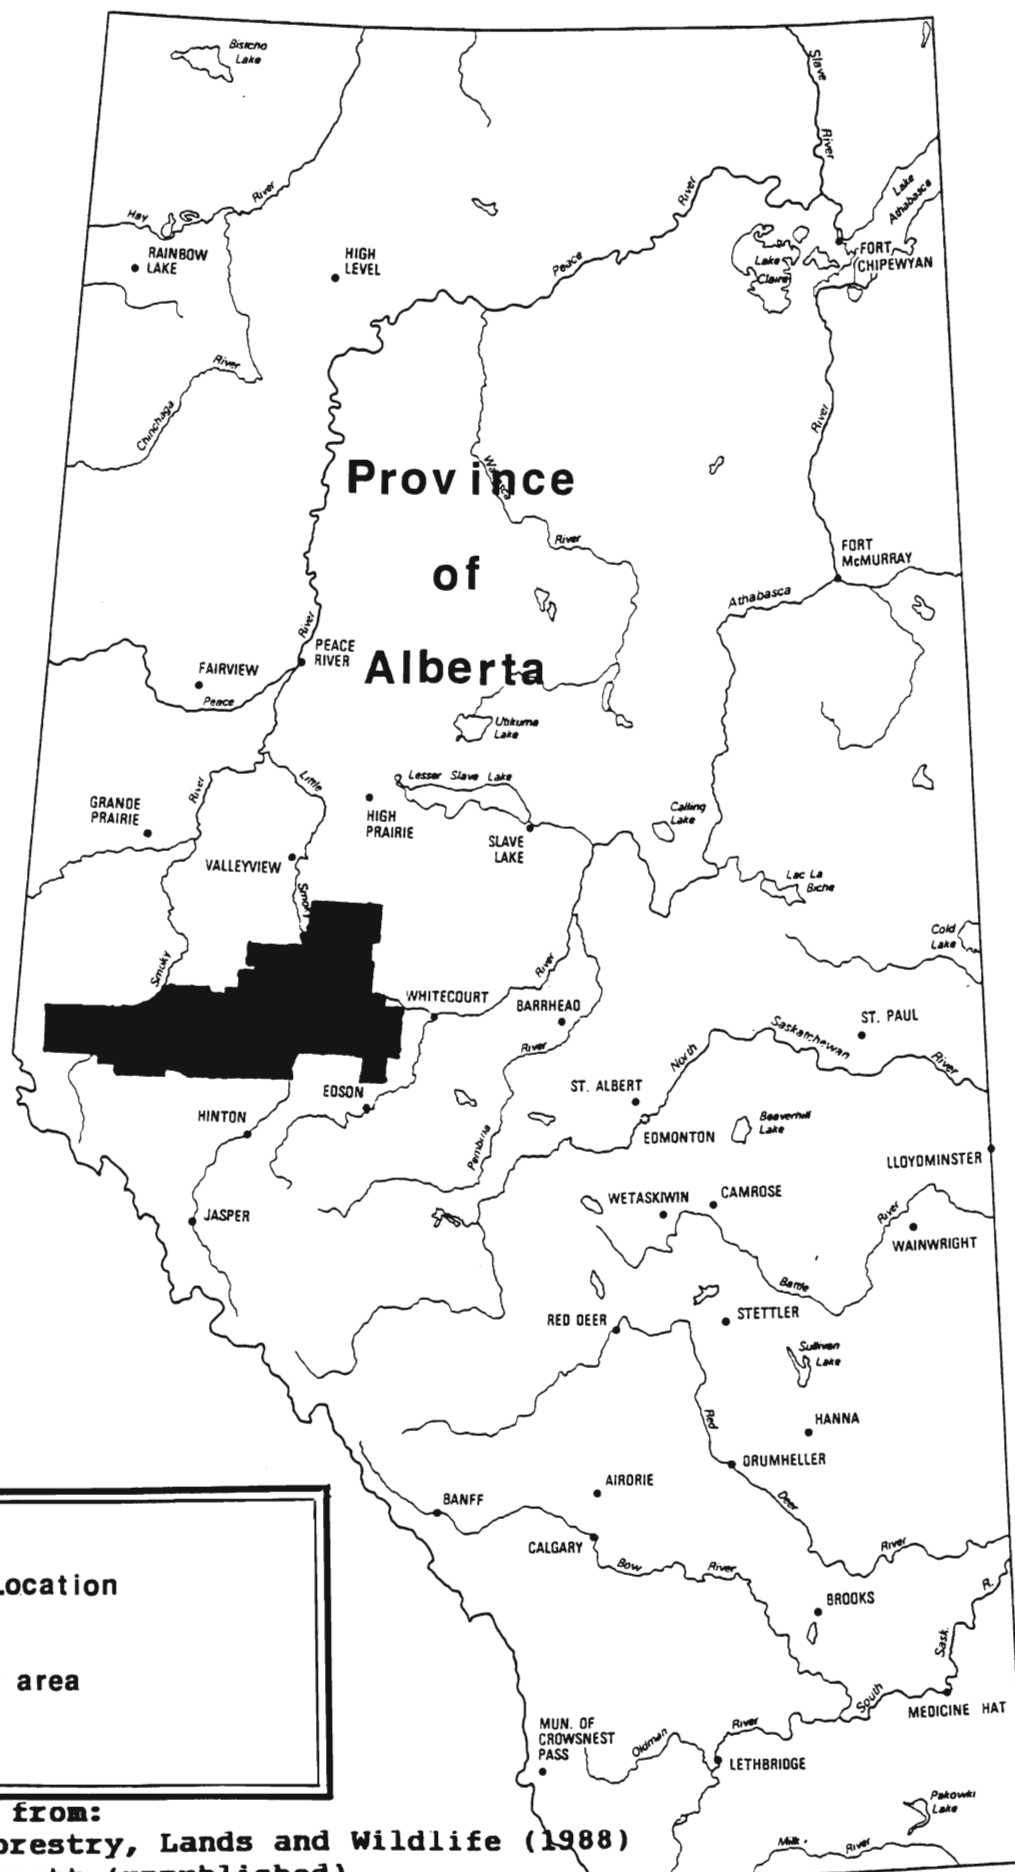 Bistcho
Lake
Slave
River
Hay
River
RAINBOW
LAKE
HIGH
LEVEL
Peace
River
Lake
Athabasca
Lake
Claire
FORT
CHIPEWYAN
River
Chinchaga
River
Province
Wabasca
River
of
FORT
McMURRAY
Athabasca
River
PEACE
RIVER
FAIRVIEW
Peace
Alberta
Utikuma
Lake
River
Little
Lesser Slave Lake
GRANDE
PRAIRIE
HIGH
PRAIRIE
SLAVE
LAKE
Calling
Lake
VALLEYVIEW
Smoky
Lac La
Biche
Cold
Lake
Smoky
WHITECOURT
River
BARRHEAD
ST. PAUL
River
North
Saskatchewan
River
EDSON
ST. ALBERT
HINTON
EDMONTON
Beaverhill
Lake
Pembina
LLOYDMINSTER
WETASKIWIN
CAMROSE
JASPER
River
WAINWRIGHT
Battle
RED DEER
STETTLER
Sullivan
Lake
Red
HANNA
DRUMHELLER
AIRDRIE
BANFF
Deer
CALGARY
River
Bow
River
BROOKS
R.
Location
Sask.
area
South
MEDICINE HAT
MUN. OF
CROWSNEST
PASS
Oldman
River
LETHBRIDGE
Pakowki
Lake
from:
orestry, Lands and Wildlife (1988)
Milk
River
(unpublished)